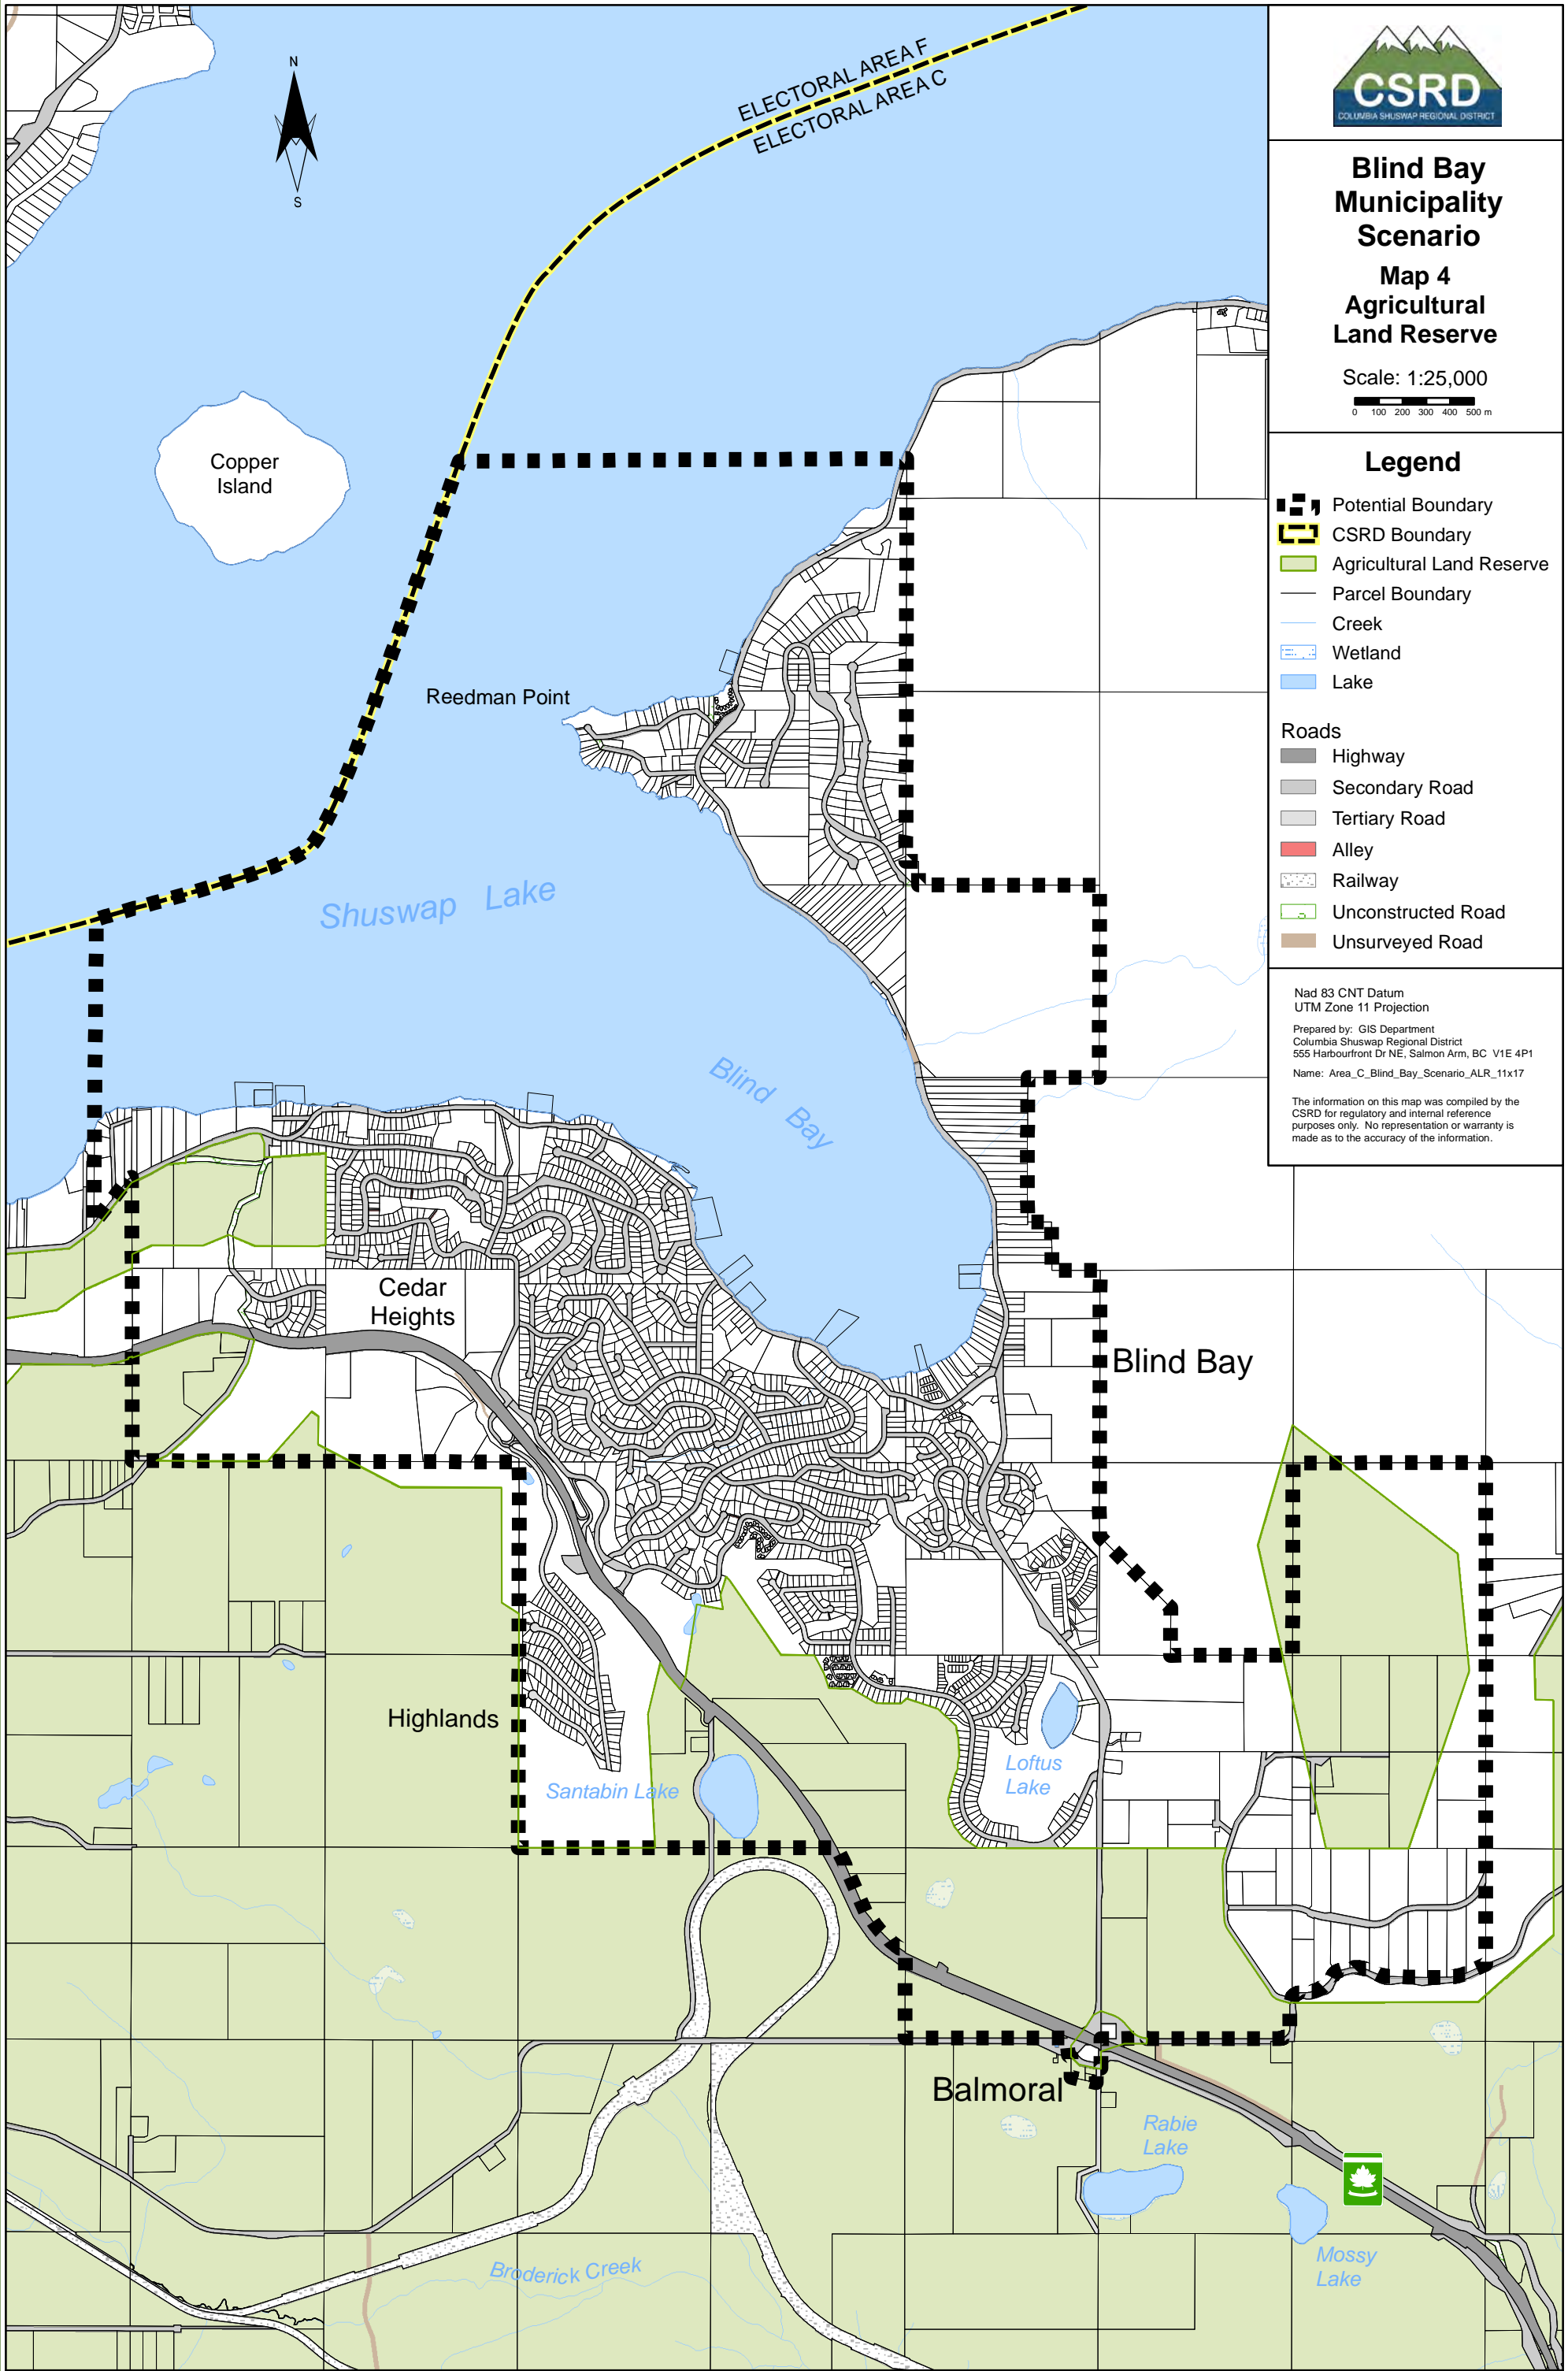 N
S
ELECTORAL AREA F
ELECTORAL AREA C
Copper
Island
Reedman Point
Shuswap Lake
Blind Bay
Cedar
Heights
Blind Bay
Highlands
Santabin Lake
Loftus
Lake
Balmoral
Rabie
Lake
Mossy
Lake
Broderick Creek
CSRD
COLUMBIA SHUSWAP REGIONAL DISTRICT
Blind Bay
Municipality
Scenario
Map 4
Agricultural
Land Reserve
Scale: 1:25,000
0 100 200 300 400 500 m
Legend
Potential Boundary
CSRD Boundary
Agricultural Land Reserve
Parcel Boundary
Creek
Wetland
Lake
Roads
Highway
Secondary Road
Tertiary Road
Alley
Railway
Unconstructed Road
Unsurveyed Road
Nad 83 CNT Datum
UTM Zone 11 Projection
Prepared by: GIS Department
Columbia Shuswap Regional District
555 Harbourfront Dr NE, Salmon Arm, BC V1E 4P1
Name: Area_C_Blind_Bay_Scenario_ALR_11x17
The information on this map was compiled by the
CSRD for regulatory and internal reference
purposes only. No representation or warranty is
made as to the accuracy of the information.